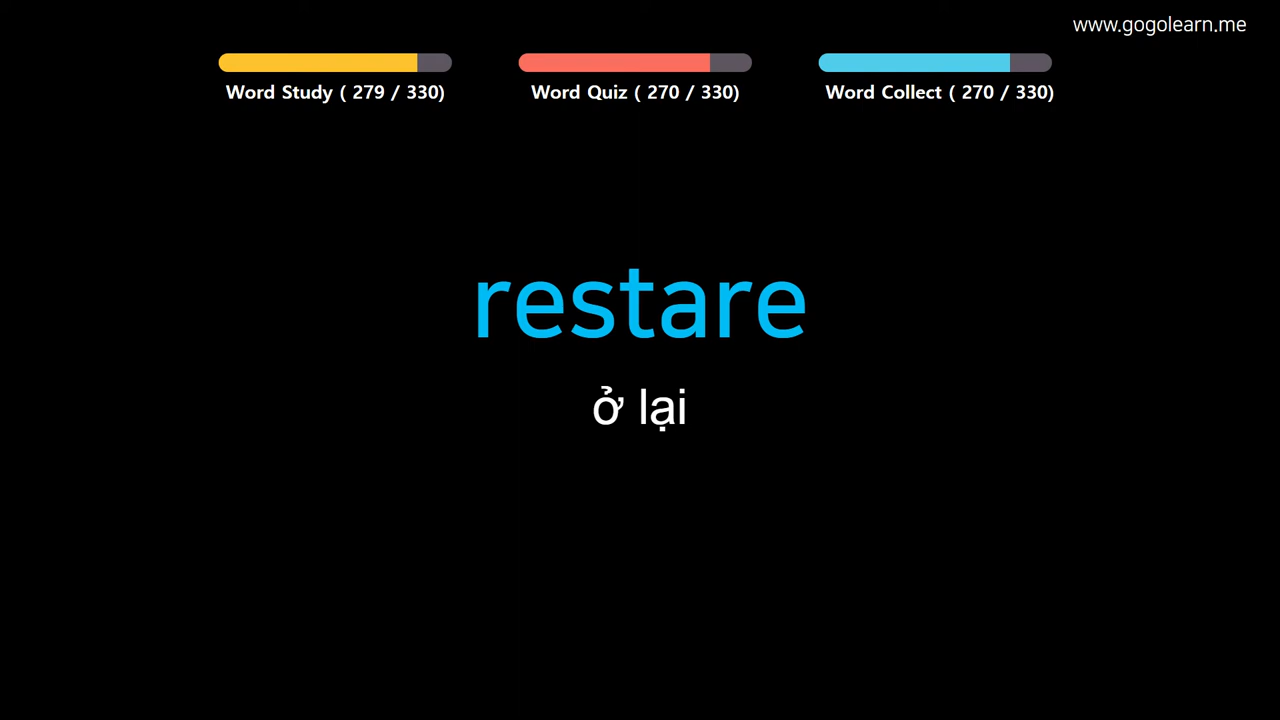 www.gogolearn.me
Word Study ( 279 / 330)
Word Quiz ( 270 / 330)
Word Collect ( 270 / 330)
restare
ở lại